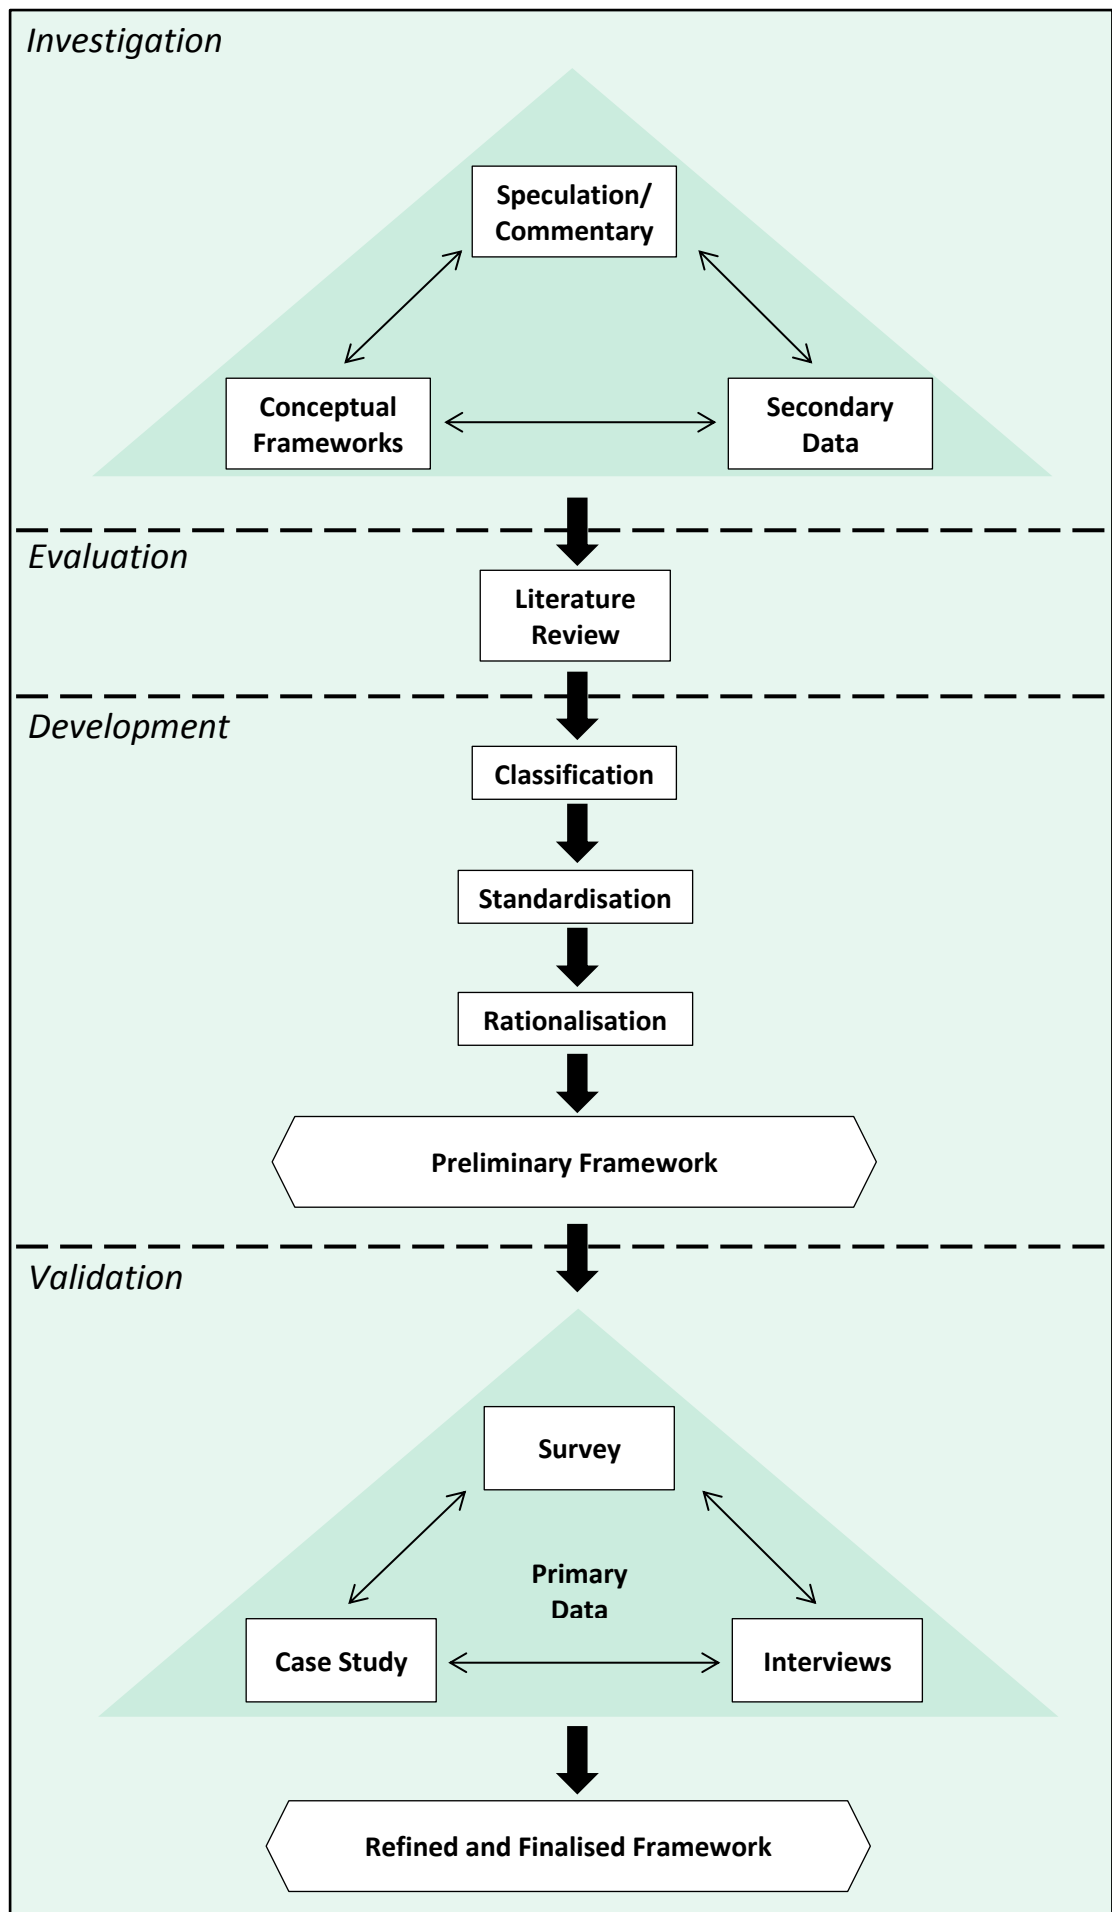 Investigation
Speculation/
Commentary
Conceptual
Frameworks
Secondary
Data
Evaluation
Literature
Review
Development
Classification
Standardisation
Rationalisation
Preliminary Framework
Validation
Survey
Primary
Data
Case Study
Interviews
Refined and Finalised Framework